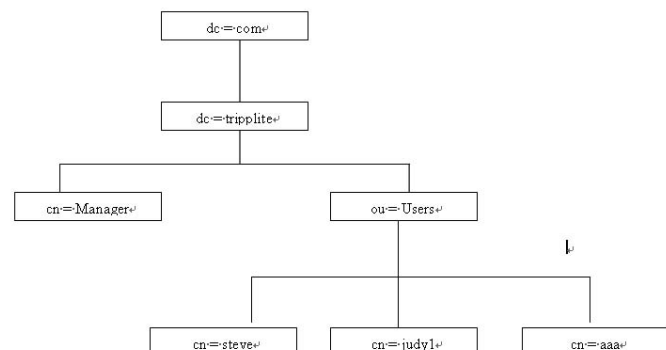 dc = com
dc = tripplite
cn = Manager
ou = Users
cn = steve
cn = judy1
cn = aaa